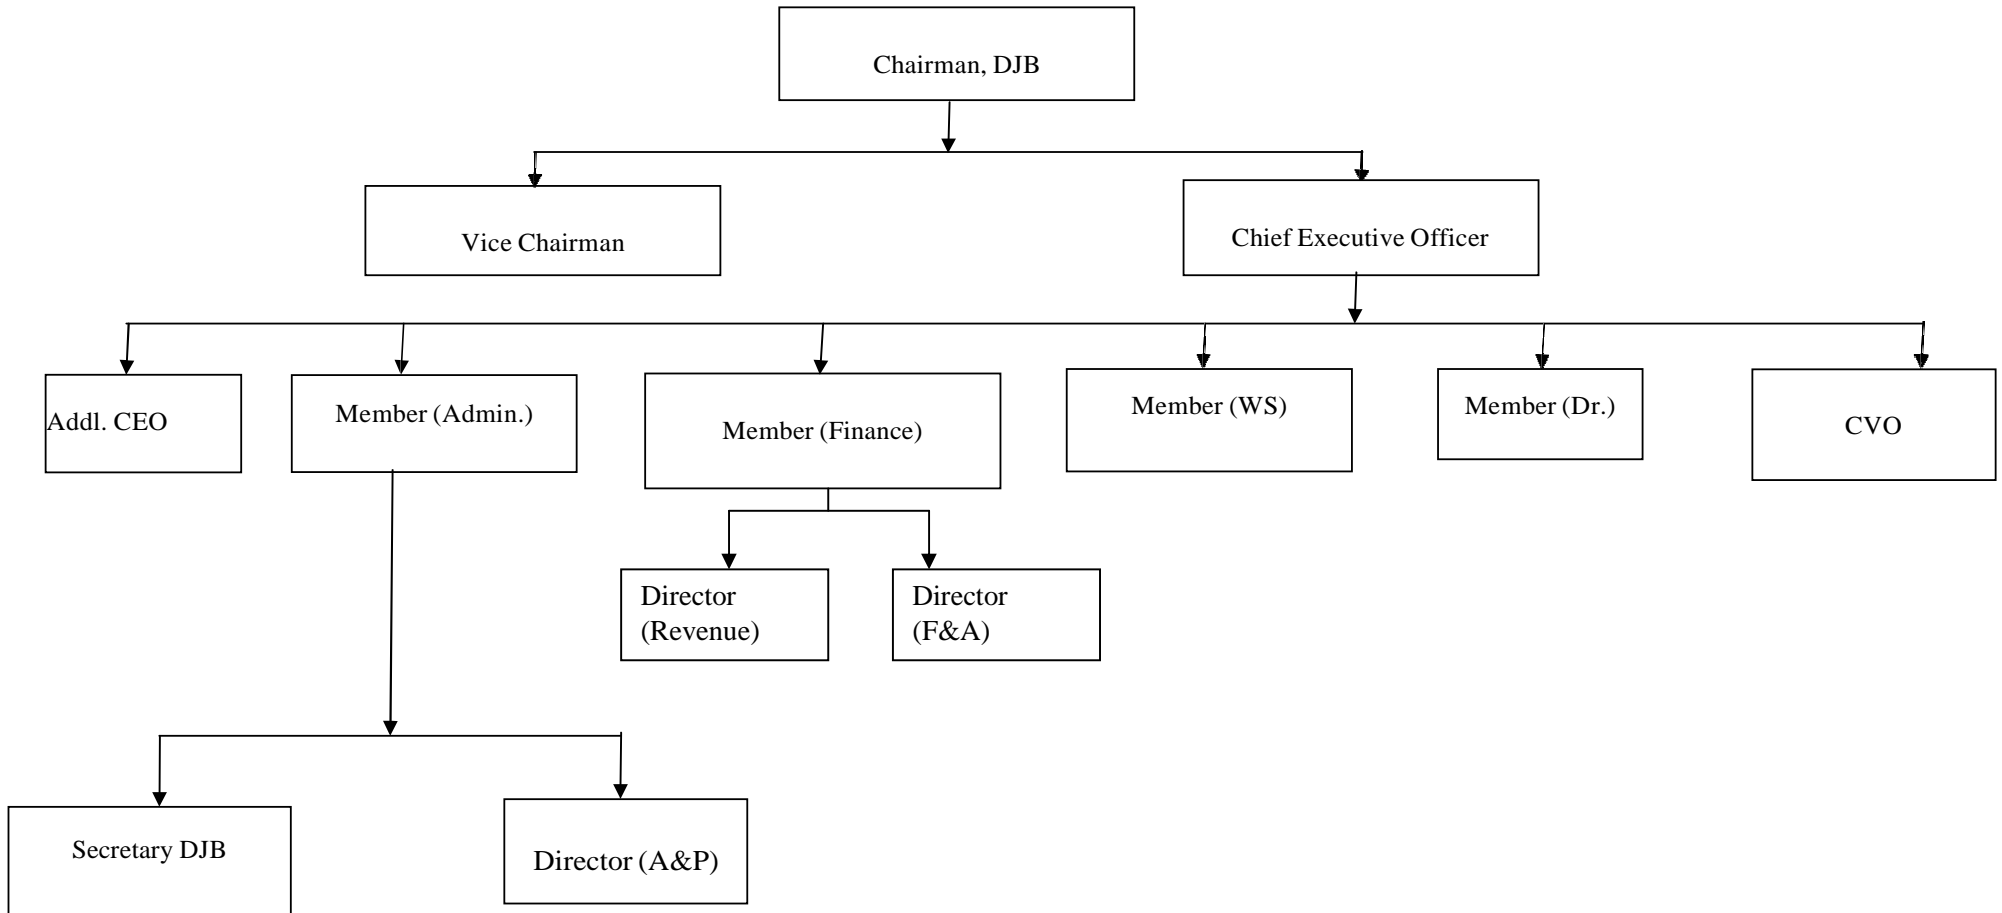 Chairman, DJB
Vice Chairman
Chief Executive Officer
Addl. CEO
Member (Admin.)
Member (Finance)
Member (WS)
Member (Dr.)
CVO
Director
(Revenue)
Director
(F&A)
Secretary DJB
Director (A&P)